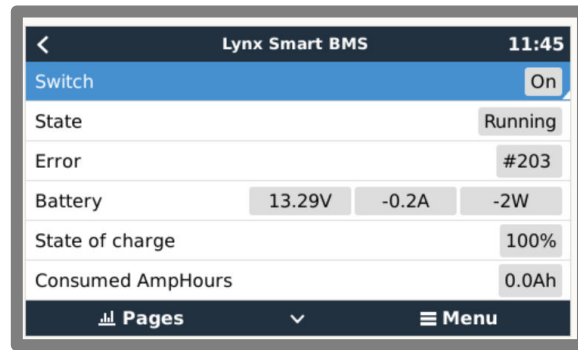 Lynx Smart BMS 11:45
Switch On
State Running
Error #203
Battery 13.29V -0.2A -2W
State of charge 100%
Consumed AmpHours 0.0Ah
Pages Menu